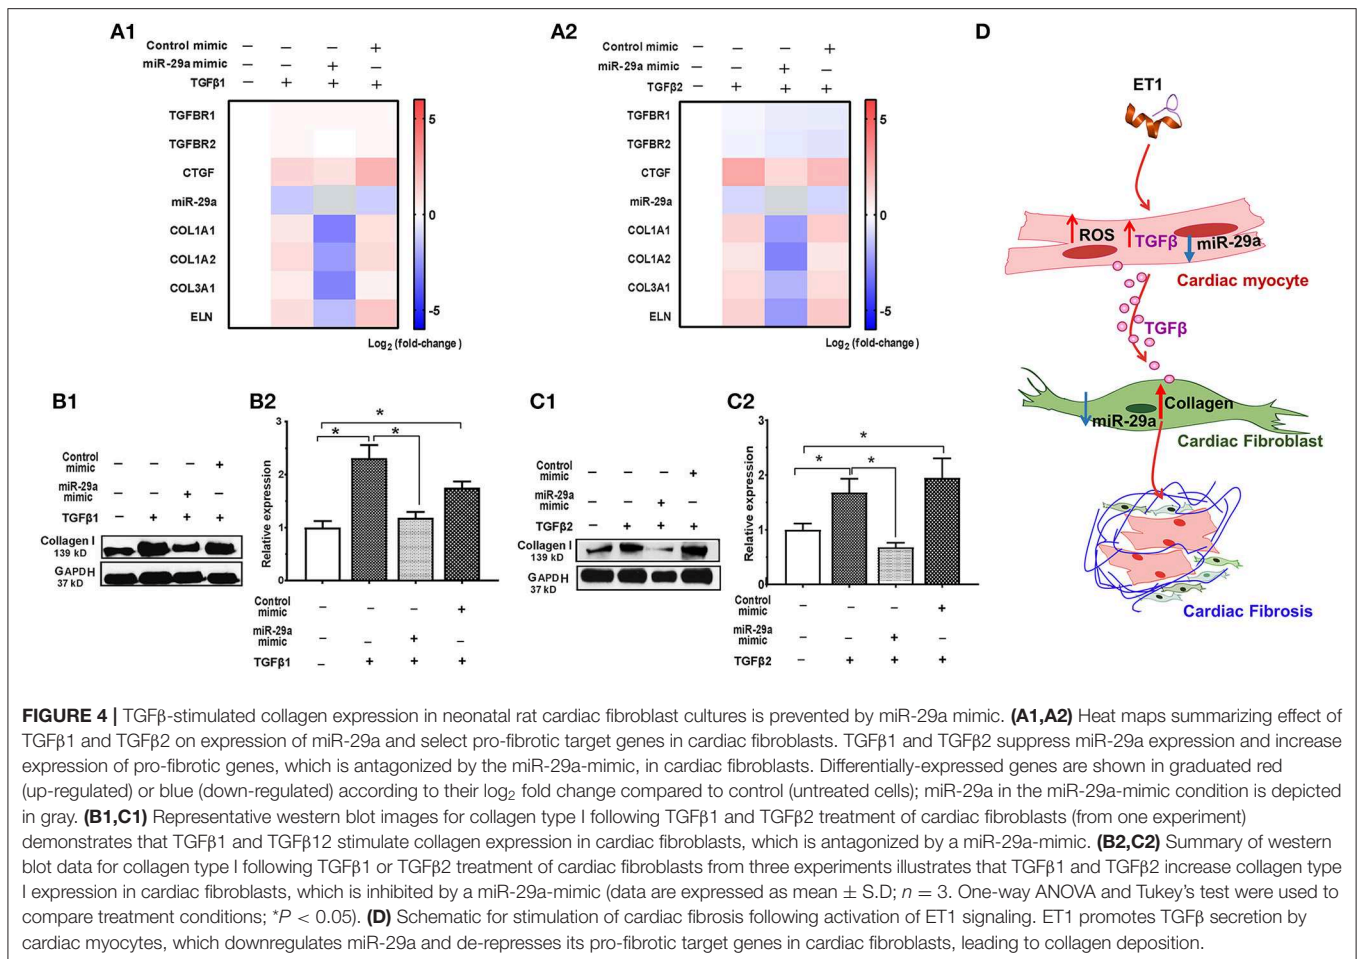 A1
Control mimic – – – +
miR-29a mimic – – + –
TGFβ1 – + + +
TGFBR1
TGFBR2
CTGF
miR-29a
COL1A1
COL1A2
COL3A1
ELN
5
0
-5
Log2 (fold-change )
A2
Control mimic – – – +
miR-29a mimic – – + –
TGFβ2 – + + +
TGFBR1
TGFBR2
CTGF
miR-29a
COL1A1
COL1A2
COL3A1
ELN
5
0
-5
Log2 (fold-change )
D
ET1
ROS
TGFβ
miR-29a
Cardiac myocyte
TGFβ
Collagen
miR-29a
Cardiac Fibroblast
Cardiac Fibrosis
B1
Control
mimic – – – +
miR-29a
mimic – – + –
TGFβ1 – + + +
Collagen I
139 kD
GAPDH
37 kD
B2
Relative expression
3
2
1
0
* * *
Control
mimic – – – +
miR-29a
mimic – – + –
TGFβ1 – + + +
C1
Control
mimic – – – +
miR-29a
mimic – – + –
TGFβ2 – + + +
Collagen I
139 kD
GAPDH
37 kD
C2
Relative expression
3
2
1
0
* * *
Control
mimic – – – +
miR-29a
mimic – – + –
TGFβ2 – + + +
FIGURE 4 | TGFβ-stimulated collagen expression in neonatal rat cardiac fibroblast cultures is prevented by miR-29a mimic. (A1,A2) Heat maps summarizing effect of
TGFβ1 and TGFβ2 on expression of miR-29a and select pro-fibrotic target genes in cardiac fibroblasts. TGFβ1 and TGFβ2 suppress miR-29a expression and increase
expression of pro-fibrotic genes, which is antagonized by the miR-29a-mimic, in cardiac fibroblasts. Differentially-expressed genes are shown in graduated red
(up-regulated) or blue (down-regulated) according to their log2 fold change compared to control (untreated cells); miR-29a in the miR-29a-mimic condition is depicted
in gray. (B1,C1) Representative western blot images for collagen type I following TGFβ1 and TGFβ2 treatment of cardiac fibroblasts (from one experiment)
demonstrates that TGFβ1 and TGFβ12 stimulate collagen expression in cardiac fibroblasts, which is antagonized by a miR-29a-mimic. (B2,C2) Summary of western
blot data for collagen type I following TGFβ1 or TGFβ2 treatment of cardiac fibroblasts from three experiments illustrates that TGFβ1 and TGFβ2 increase collagen type
I expression in cardiac fibroblasts, which is inhibited by a miR-29a-mimic (data are expressed as mean ± S.D; n = 3. One-way ANOVA and Tukey's test were used to
compare treatment conditions; *P < 0.05). (D) Schematic for stimulation of cardiac fibrosis following activation of ET1 signaling. ET1 promotes TGFβ secretion by
cardiac myocytes, which downregulates miR-29a and de-represses its pro-fibrotic target genes in cardiac fibroblasts, leading to collagen deposition.